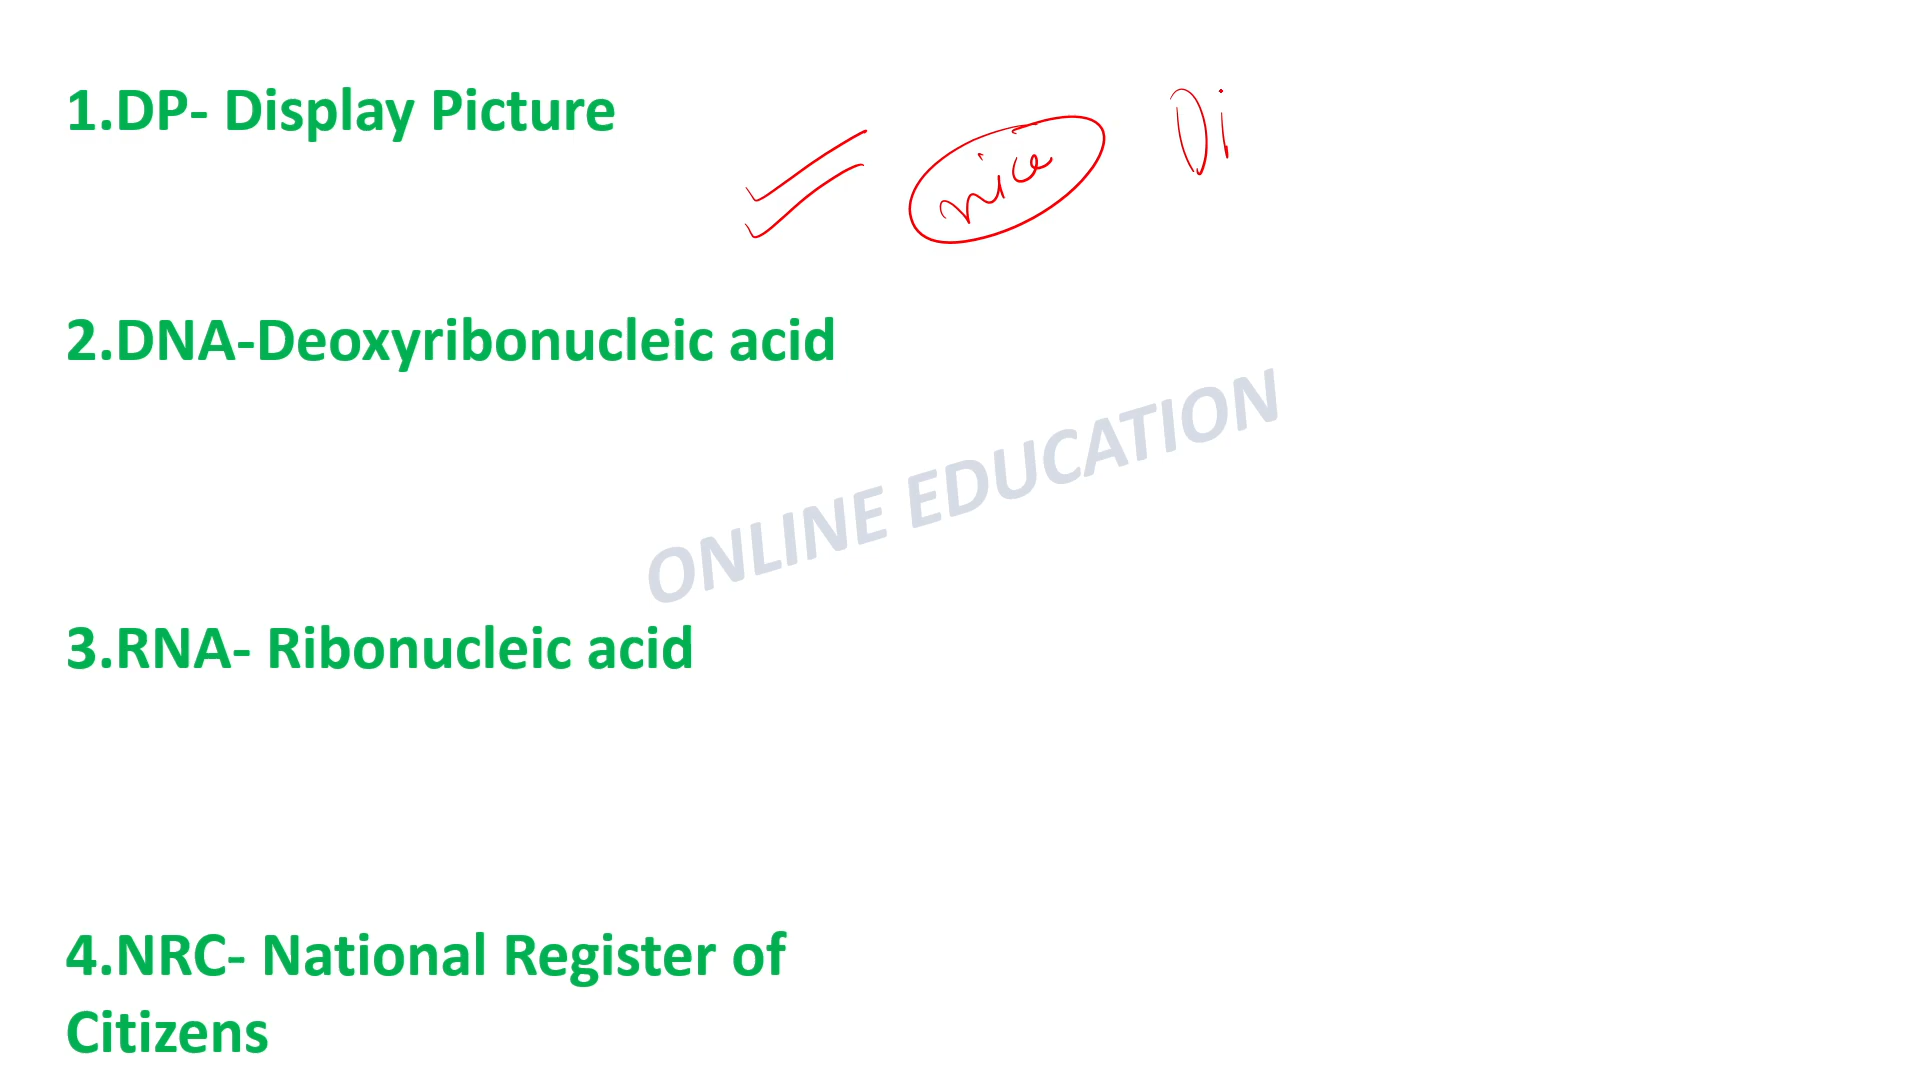 1.DP- Display Picture
nice Di
2.DNA-Deoxyribonucleic acid
ONLINE EDUCATION
3.RNA- Ribonucleic acid
4.NRC- National Register of
Citizens